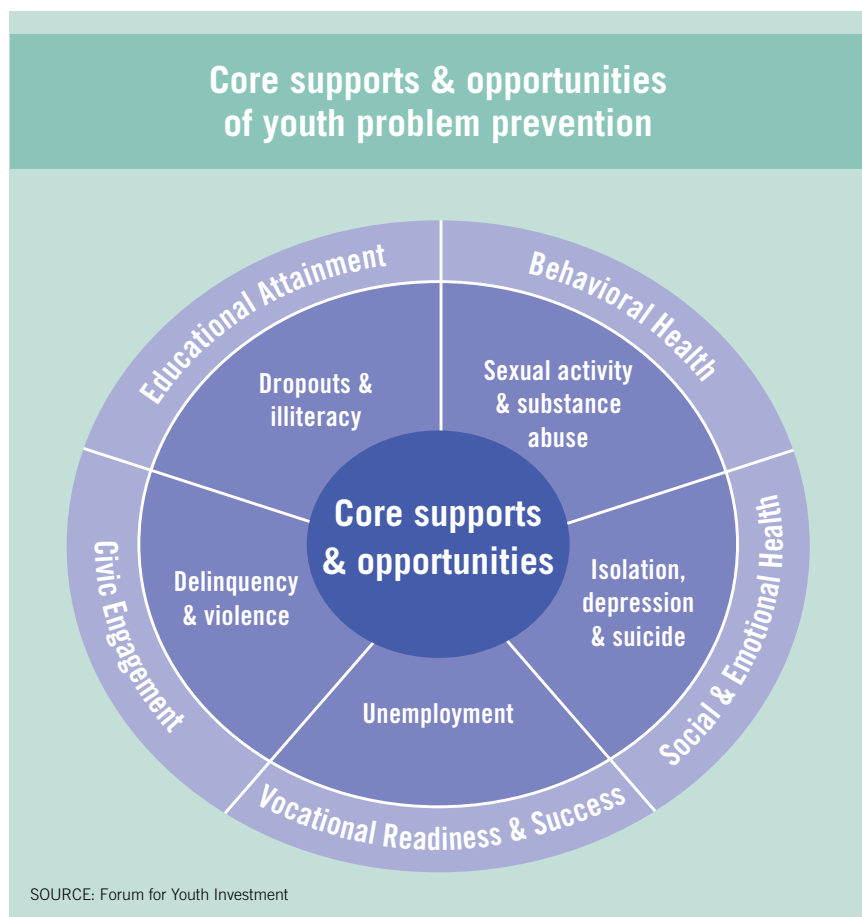 Core supports & opportunities
of youth problem prevention
Educational Attainment
Behavioral Health
Dropouts &
illiteracy
Sexual activity
& substance
abuse
Core supports
& opportunities
Civic Engagement
Delinquency
& violence
Isolation,
depression
& suicide
Social & Emotional Health
Unemployment
Vocational Readiness & Success
SOURCE: Forum for Youth Investment